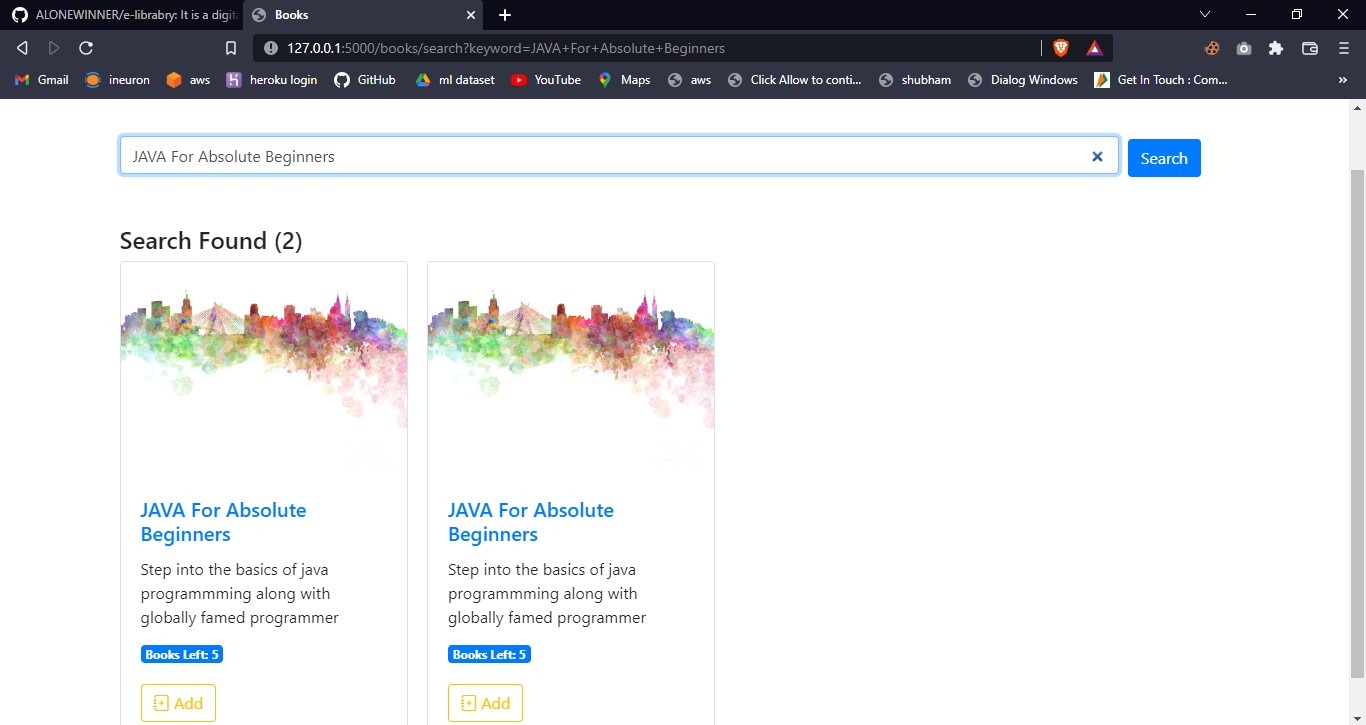 ALONEWINNER/e-librabry: It is a digit
Books
127.0.0.1:5000/books/search?keyword=JAVA+For+Absolute+Beginners
Gmail
ineuron
aws
heroku login
GitHub
ml dataset
YouTube
Maps
aws
Click Allow to conti...
shubham
Dialog Windows
Get In Touch : Com...
»
JAVA For Absolute Beginners
Search
Search Found (2)
JAVA For Absolute
Beginners
Step into the basics of java
programmming along with
globally famed programmer
Books Left: 5
Add
JAVA For Absolute
Beginners
Step into the basics of java
programmming along with
globally famed programmer
Books Left: 5
Add